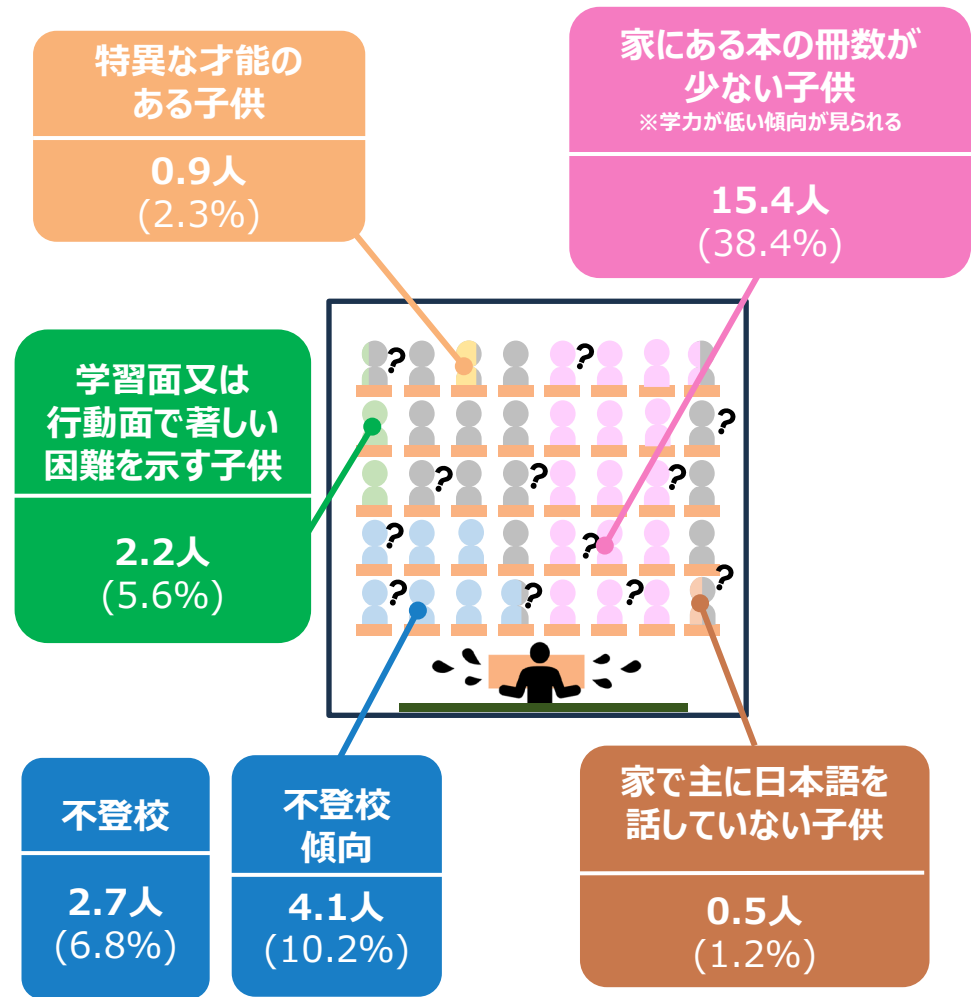 特異な才能の
ある子供
0.9人
(2.3%)
家にある本の冊数が
少ない子供
※学力が低い傾向が見られる
15.4人
(38.4%)
学習面又は
行動面で著しい
困難を示す子供
2.2人
(5.6%)
?
?
?
?
?
?
?
?
?
?
?
?
不登校
2.7人
(6.8%)
不登校
傾向
4.1人
(10.2%)
家で主に日本語を
話していない子供
0.5人
(1.2%)